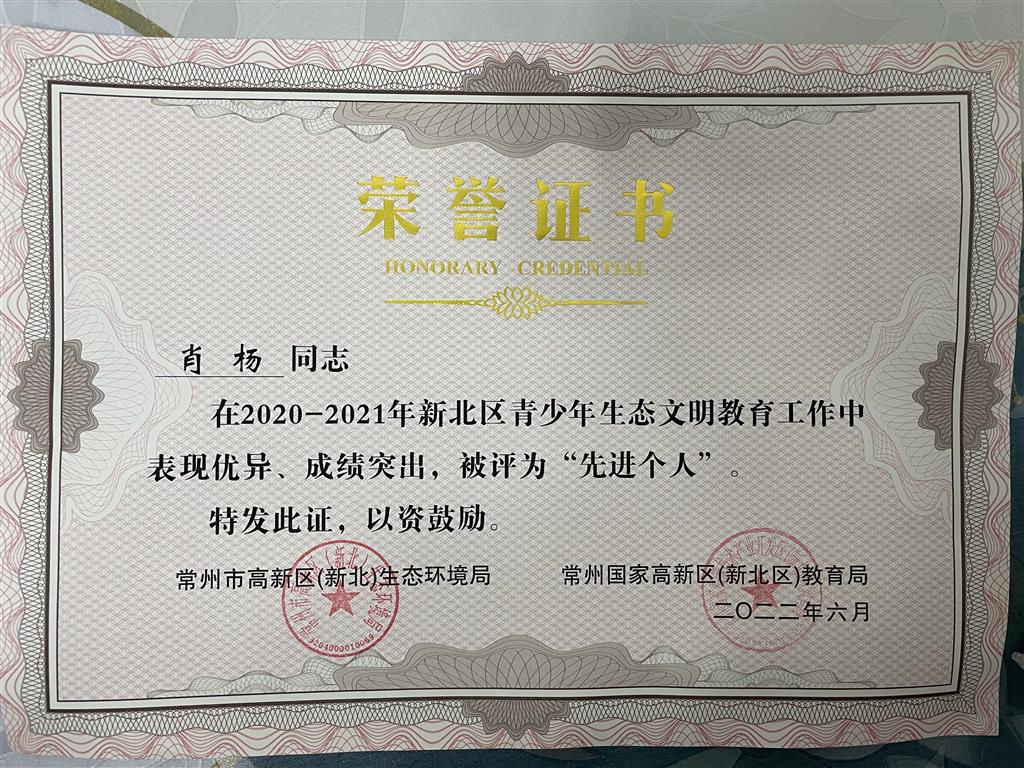 荣誉证书
HONORARY CREDENTIAL
肖 杨 同志
在2020-2021年新北区青少年生态文明教育工作中
表现优异、成绩突出，被评为“先进个人”。
特发此证，以资鼓励。
常州市高新区(新北)生态环境局 常州国家高新区(新北区)教育局
二〇二二年六月
3204000010069